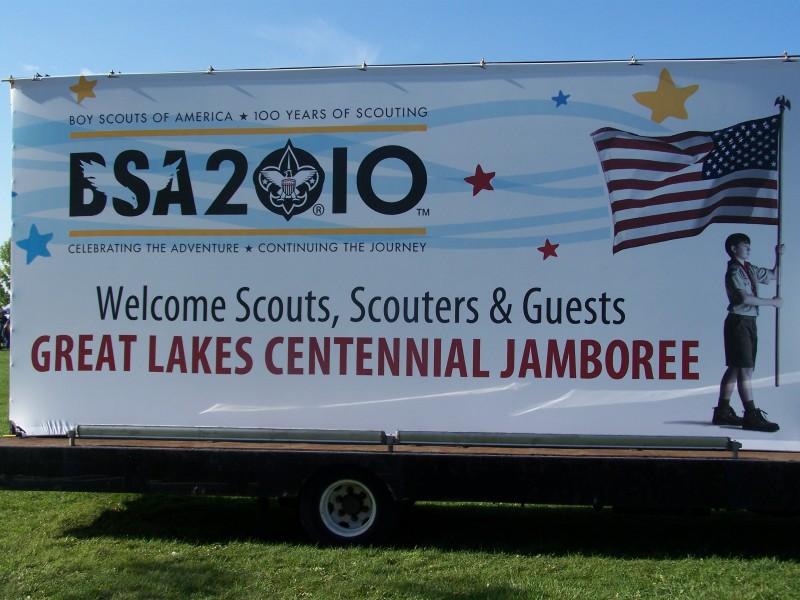 BOY SCOUTS OF AMERICA ★ 100 YEARS OF SCOUTING
BSA2010 ® ™
CELEBRATING THE ADVENTURE ★ CONTINUING THE JOURNEY
Welcome Scouts, Scouters & Guests
GREAT LAKES CENTENNIAL JAMBOREE